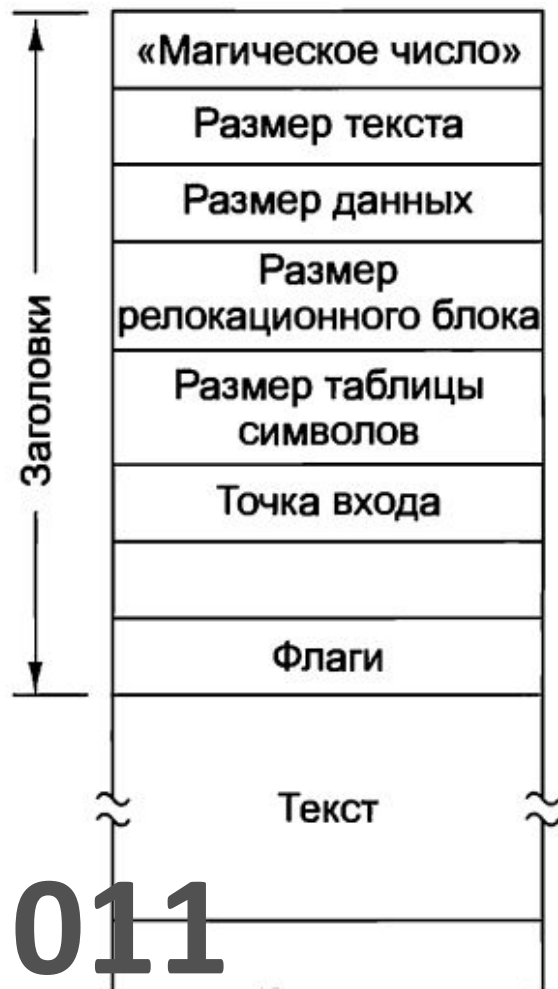 «Магическое число»
Размер текста
Размер данных
Размер
релокационного блока
Размер таблицы
символов
Точка входа
Флаги
Заголовки
Текст
011